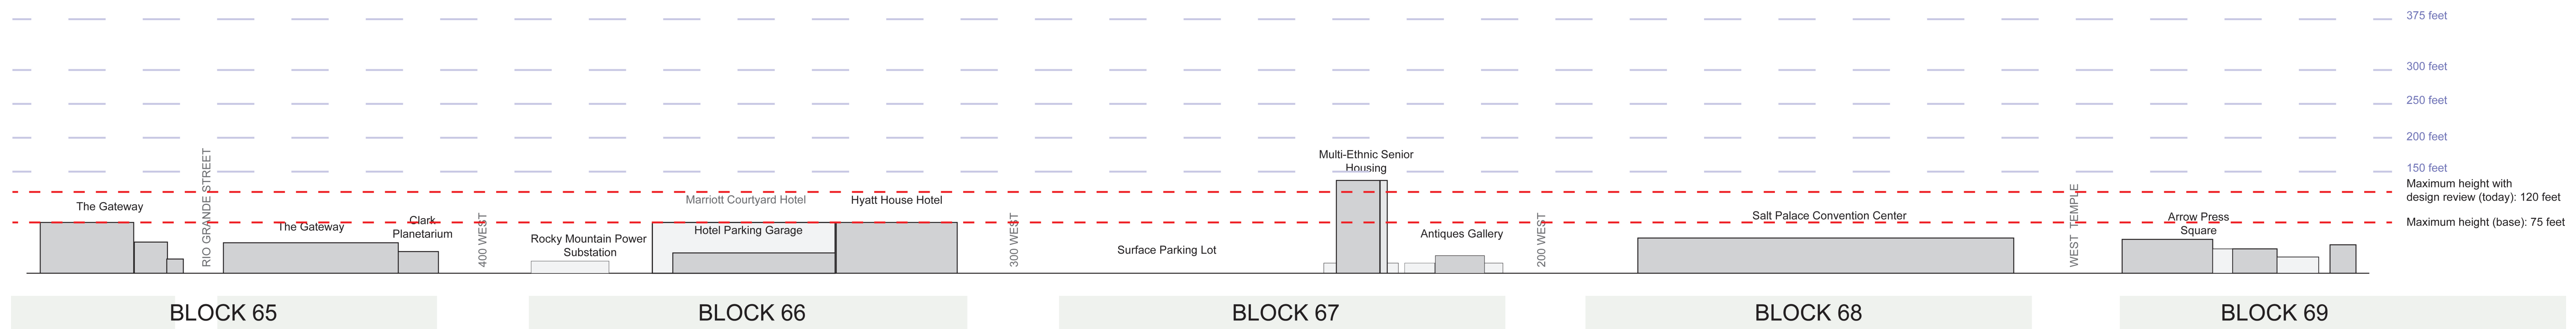 375 feet
300 feet
250 feet
200 feet
150 feet
Maximum height with
design review (today): 120 feet
Maximum height (base): 75 feet
The Gateway
RIO GRANDE STREET
The Gateway
Clark
Planetarium
400 WEST
Rocky Mountain Power
Substation
Marriott Courtyard Hotel
Hotel Parking Garage
Hyatt House Hotel
300 WEST
Surface Parking Lot
Multi-Ethnic Senior
Housing
Antiques Gallery
200 WEST
Salt Palace Convention Center
WEST TEMPLE
Arrow Press
Square
BLOCK 65
BLOCK 66
BLOCK 67
BLOCK 68
BLOCK 69